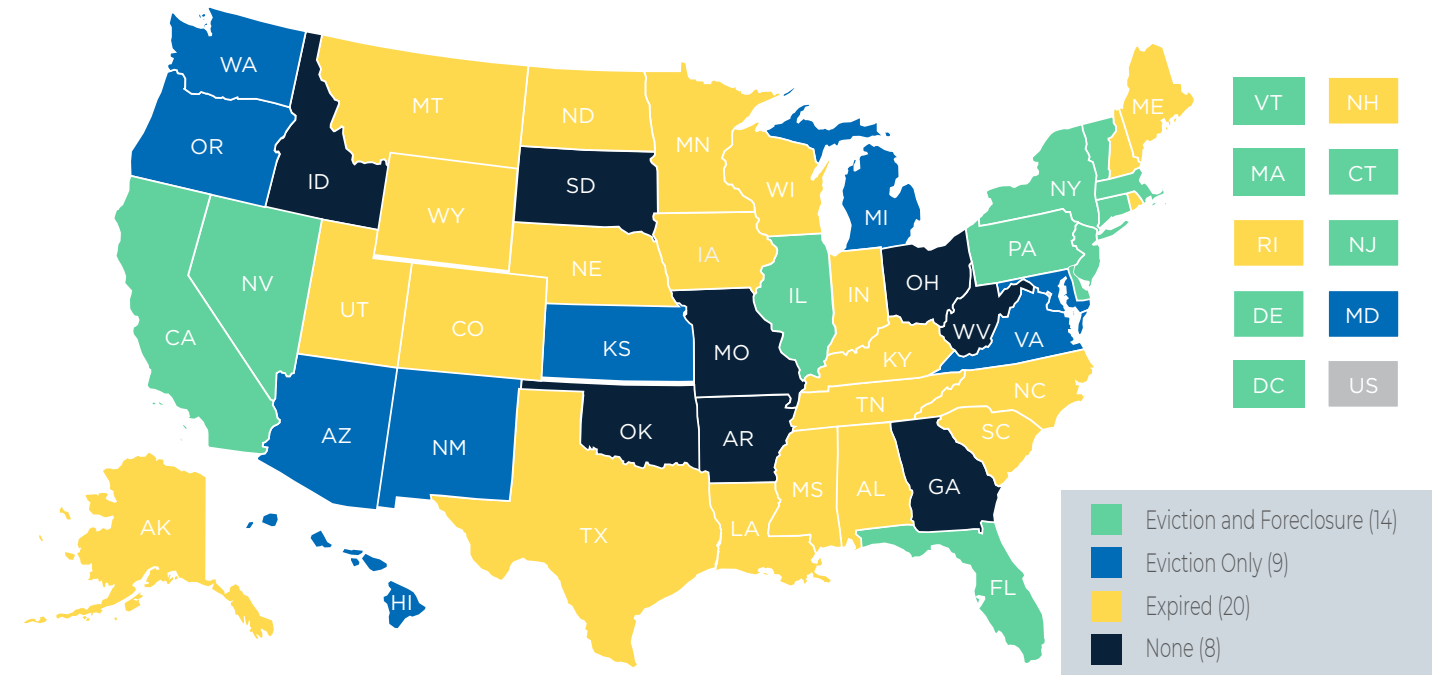 WA
OR
ID
MT
ND
SD
MN
WI
MI
WY
NE
IA
IL
IN
OH
PA
NY
ME
NV
UT
CO
KS
MO
KY
WV
VA
CA
AZ
NM
OK
AR
TN
NC
SC
TX
LA
MS
AL
GA
FL
AK
HI
VT NH
MA CT
RI NJ
DE MD
DC US
Eviction and Foreclosure (14)
Eviction Only (9)
Expired (20)
None (8)